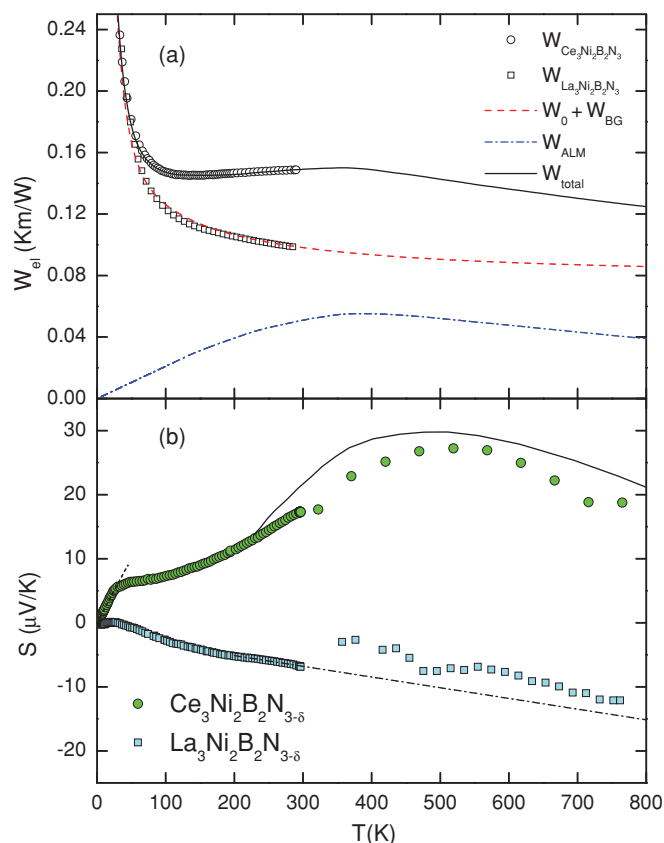 (a)
W_Ce₃Ni₂B₂N₃
W_La₃Ni₂B₂N₃
W₀ + W_BG
W_ALM
W_total
0.24
0.20
0.16
0.12
0.08
0.04
0.00
W_el (Km/W)
(b)
30
20
10
0
-10
-20
S (µV/K)
Ce₃Ni₂B₂N₃₋δ
La₃Ni₂B₂N₃₋δ
0 100 200 300 400 500 600 700 800
T(K)